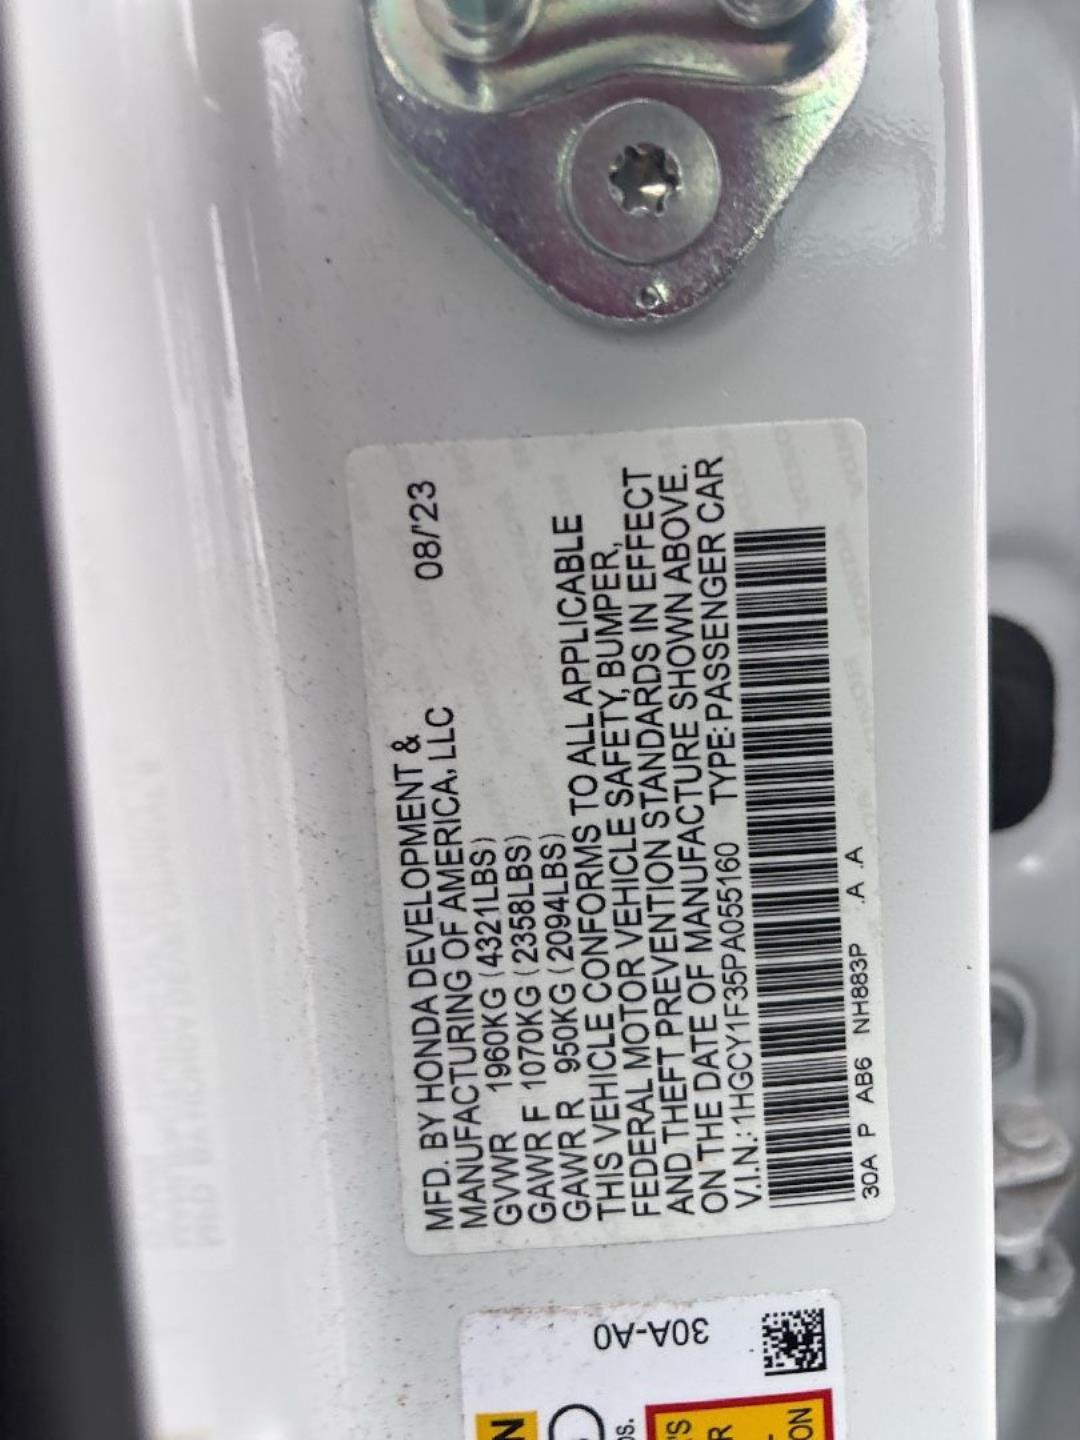 MFD. BY HONDA DEVELOPMENT &
MANUFACTURING OF AMERICA, LLC 08/'23
GVWR 1960KG (4321LBS)
GAWR F 1070KG (2358LBS)
GAWR R 950KG (2094LBS)
THIS VEHICLE CONFORMS TO ALL APPLICABLE
FEDERAL MOTOR VEHICLE SAFETY, BUMPER,
AND THEFT PREVENTION STANDARDS IN EFFECT
ON THE DATE OF MANUFACTURE SHOWN ABOVE.
V.I.N.: 1HGCY1F35PA055160 TYPE: PASSENGER CAR
30A P AB6 NH883P .A .A
30A-A0